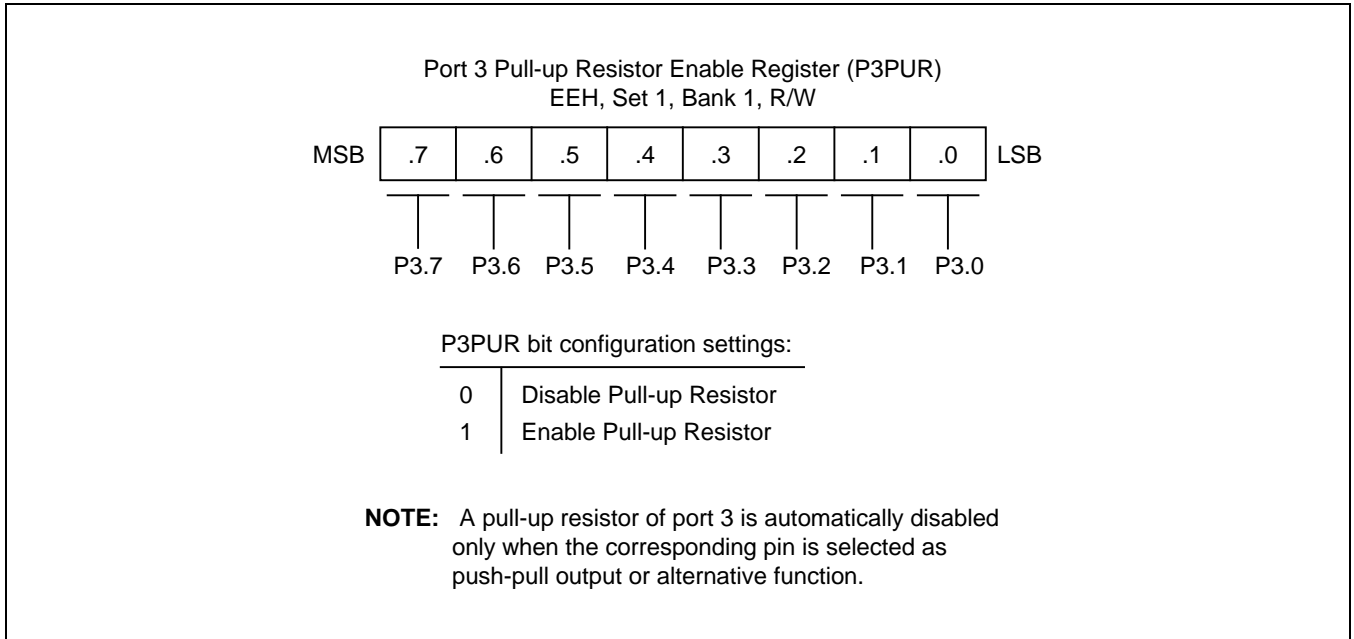 Port 3 Pull-up Resistor Enable Register (P3PUR)
EEH, Set 1, Bank 1, R/W
MSB .7 .6 .5 .4 .3 .2 .1 .0 LSB
P3.7 P3.6 P3.5 P3.4 P3.3 P3.2 P3.1 P3.0
P3PUR bit configuration settings:
0 Disable Pull-up Resistor
1 Enable Pull-up Resistor
NOTE: A pull-up resistor of port 3 is automatically disabled
only when the corresponding pin is selected as
push-pull output or alternative function.